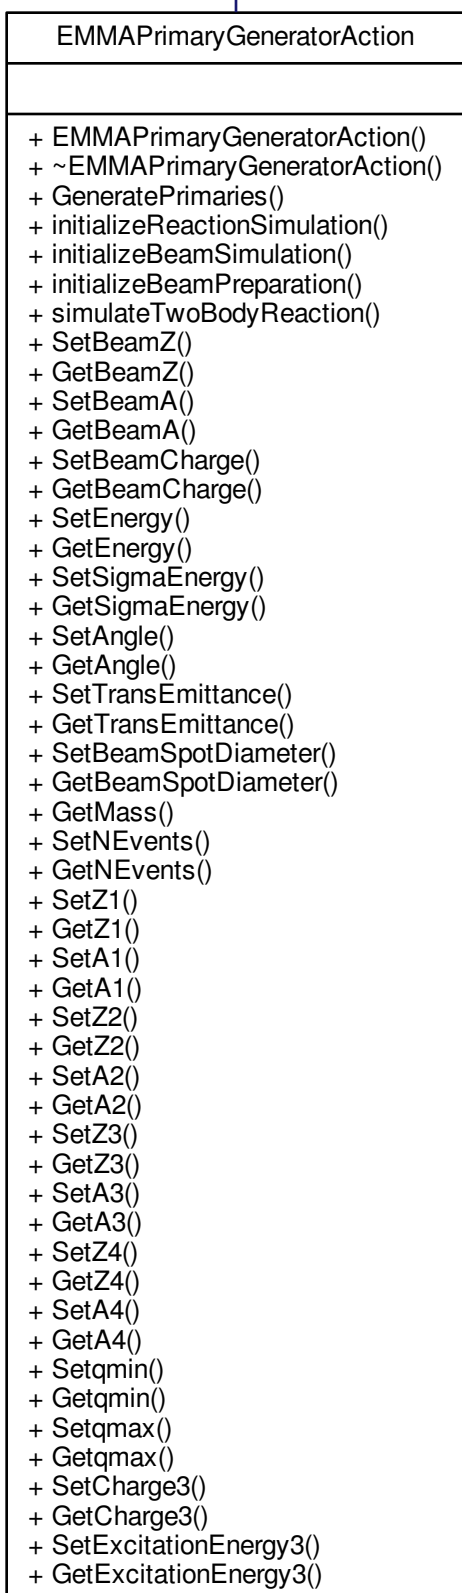 EMMAPrimaryGeneratorAction
+ EMMAPrimaryGeneratorAction()
+ ~EMMAPrimaryGeneratorAction()
+ GeneratePrimaries()
+ initializeReactionSimulation()
+ initializeBeamSimulation()
+ initializeBeamPreparation()
+ simulateTwoBodyReaction()
+ SetBeamZ()
+ GetBeamZ()
+ SetBeamA()
+ GetBeamA()
+ SetBeamCharge()
+ GetBeamCharge()
+ SetEnergy()
+ GetEnergy()
+ SetSigmaEnergy()
+ GetSigmaEnergy()
+ SetAngle()
+ GetAngle()
+ SetTransEmittance()
+ GetTransEmittance()
+ SetBeamSpotDiameter()
+ GetBeamSpotDiameter()
+ GetMass()
+ SetNEvents()
+ GetNEvents()
+ SetZ1()
+ GetZ1()
+ SetA1()
+ GetA1()
+ SetZ2()
+ GetZ2()
+ SetA2()
+ GetA2()
+ SetZ3()
+ GetZ3()
+ SetA3()
+ GetA3()
+ SetZ4()
+ GetZ4()
+ SetA4()
+ GetA4()
+ Setqmin()
+ Getqmin()
+ Setqmax()
+ Getqmax()
+ SetCharge3()
+ GetCharge3()
+ SetExcitationEnergy3()
+ GetExcitationEnergy3()